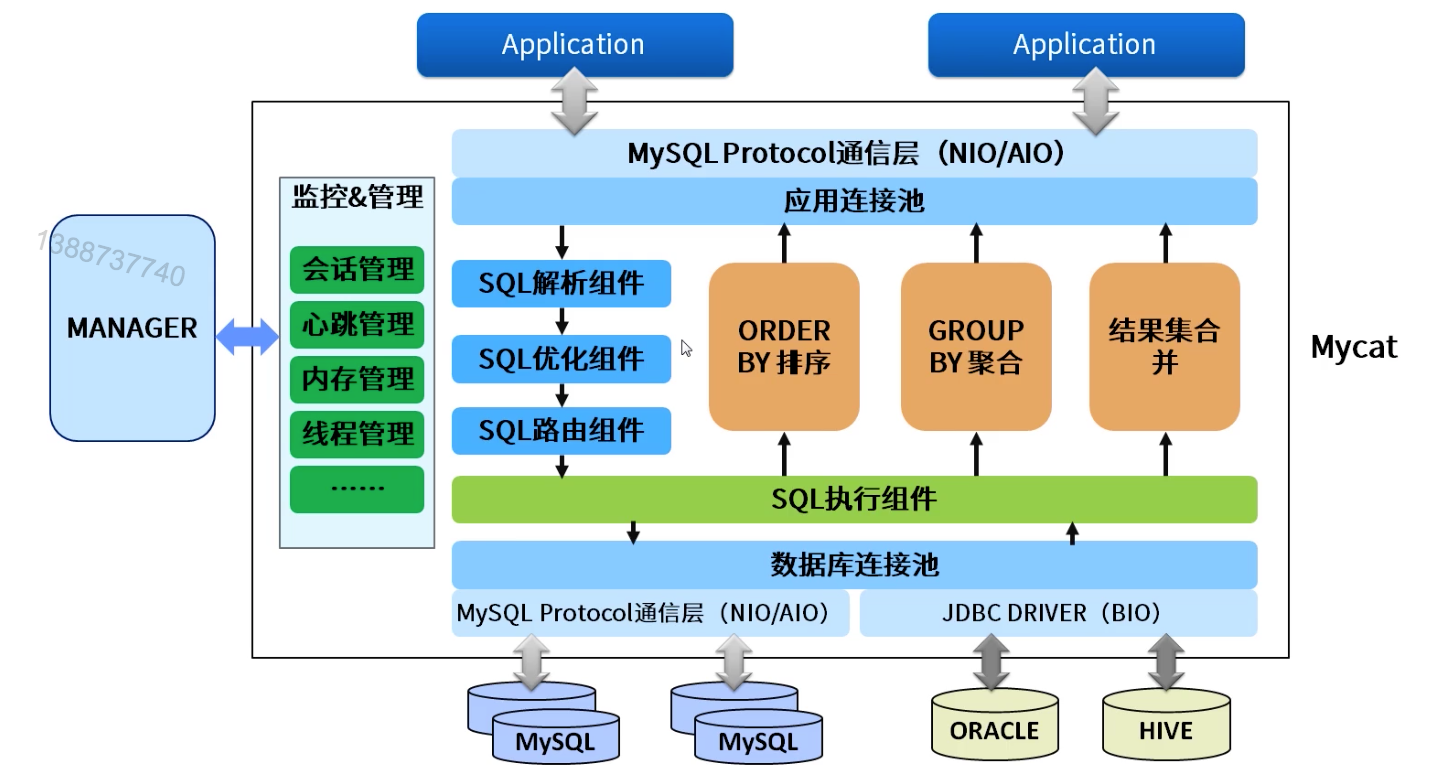 Application
Application
MySQL Protocol通信层（NIO/AIO）
应用连接池
监控&管理
会话管理
心跳管理
内存管理
线程管理
······
1388737740
MANAGER
SQL解析组件
SQL优化组件
SQL路由组件
ORDER
BY 排序
GROUP
BY 聚合
结果集合
并
Mycat
SQL执行组件
数据库连接池
MySQL Protocol通信层（NIO/AIO）
JDBC DRIVER（BIO）
MySQL
MySQL
ORACLE
HIVE